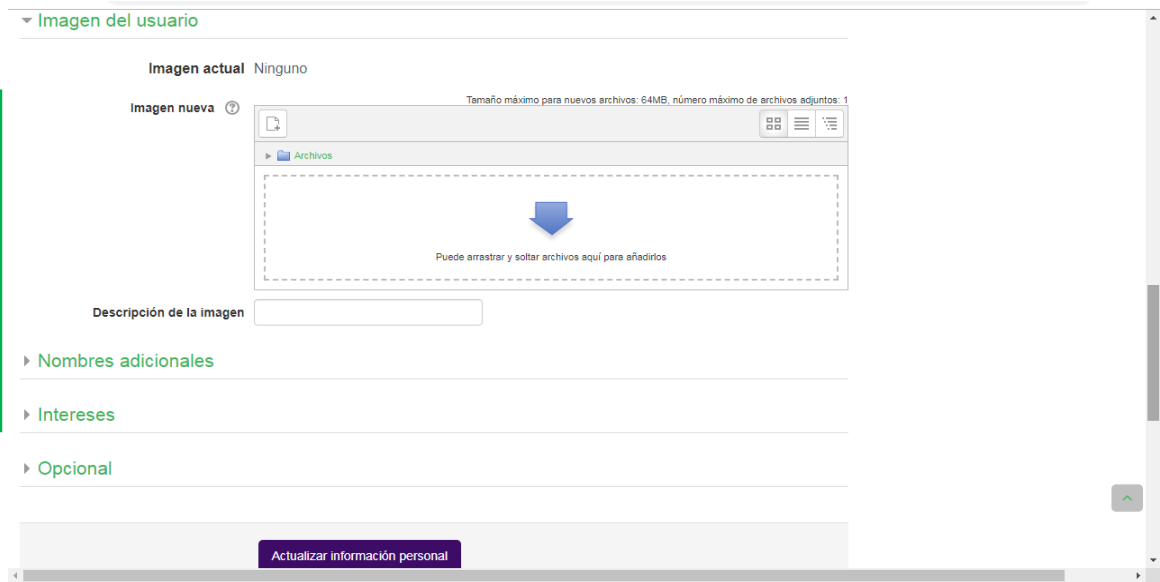 Imagen del usuario
Imagen actual Ninguno
Tamaño máximo para nuevos archivos: 64MB, número máximo de archivos adjuntos: 1
Imagen nueva
Archivos
Puede arrastrar y soltar archivos aquí para añadirlos
Descripción de la imagen
Nombres adicionales
Intereses
Opcional
Actualizar información personal